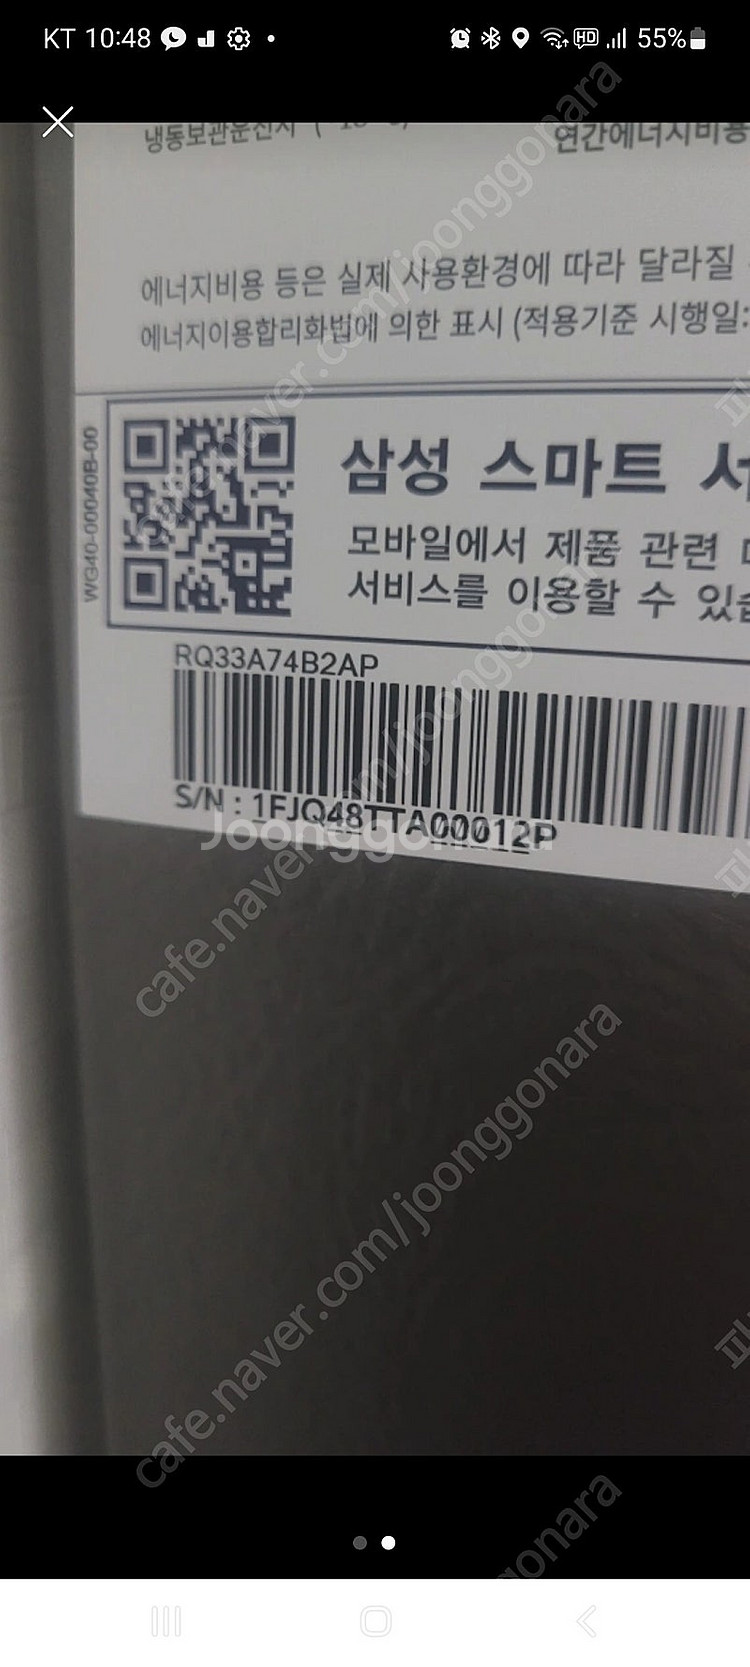 KT 10:48 55%
냉동보관운전시
연간에너지비용
에너지비용 등은 실제 사용환경에 따라 달라질
에너지이용합리화법에 의한 표시 (적용기준 시행일:
WG40-00040B-00
삼성 스마트 서
모바일에서 제품 관련
서비스를 이용할 수 있습
RQ33A74B2AP
S/N : 1FJQ48TTA00012P
Joonggonara
cafe.naver.com/joonggonara
cafe.naver.com/joonggonara